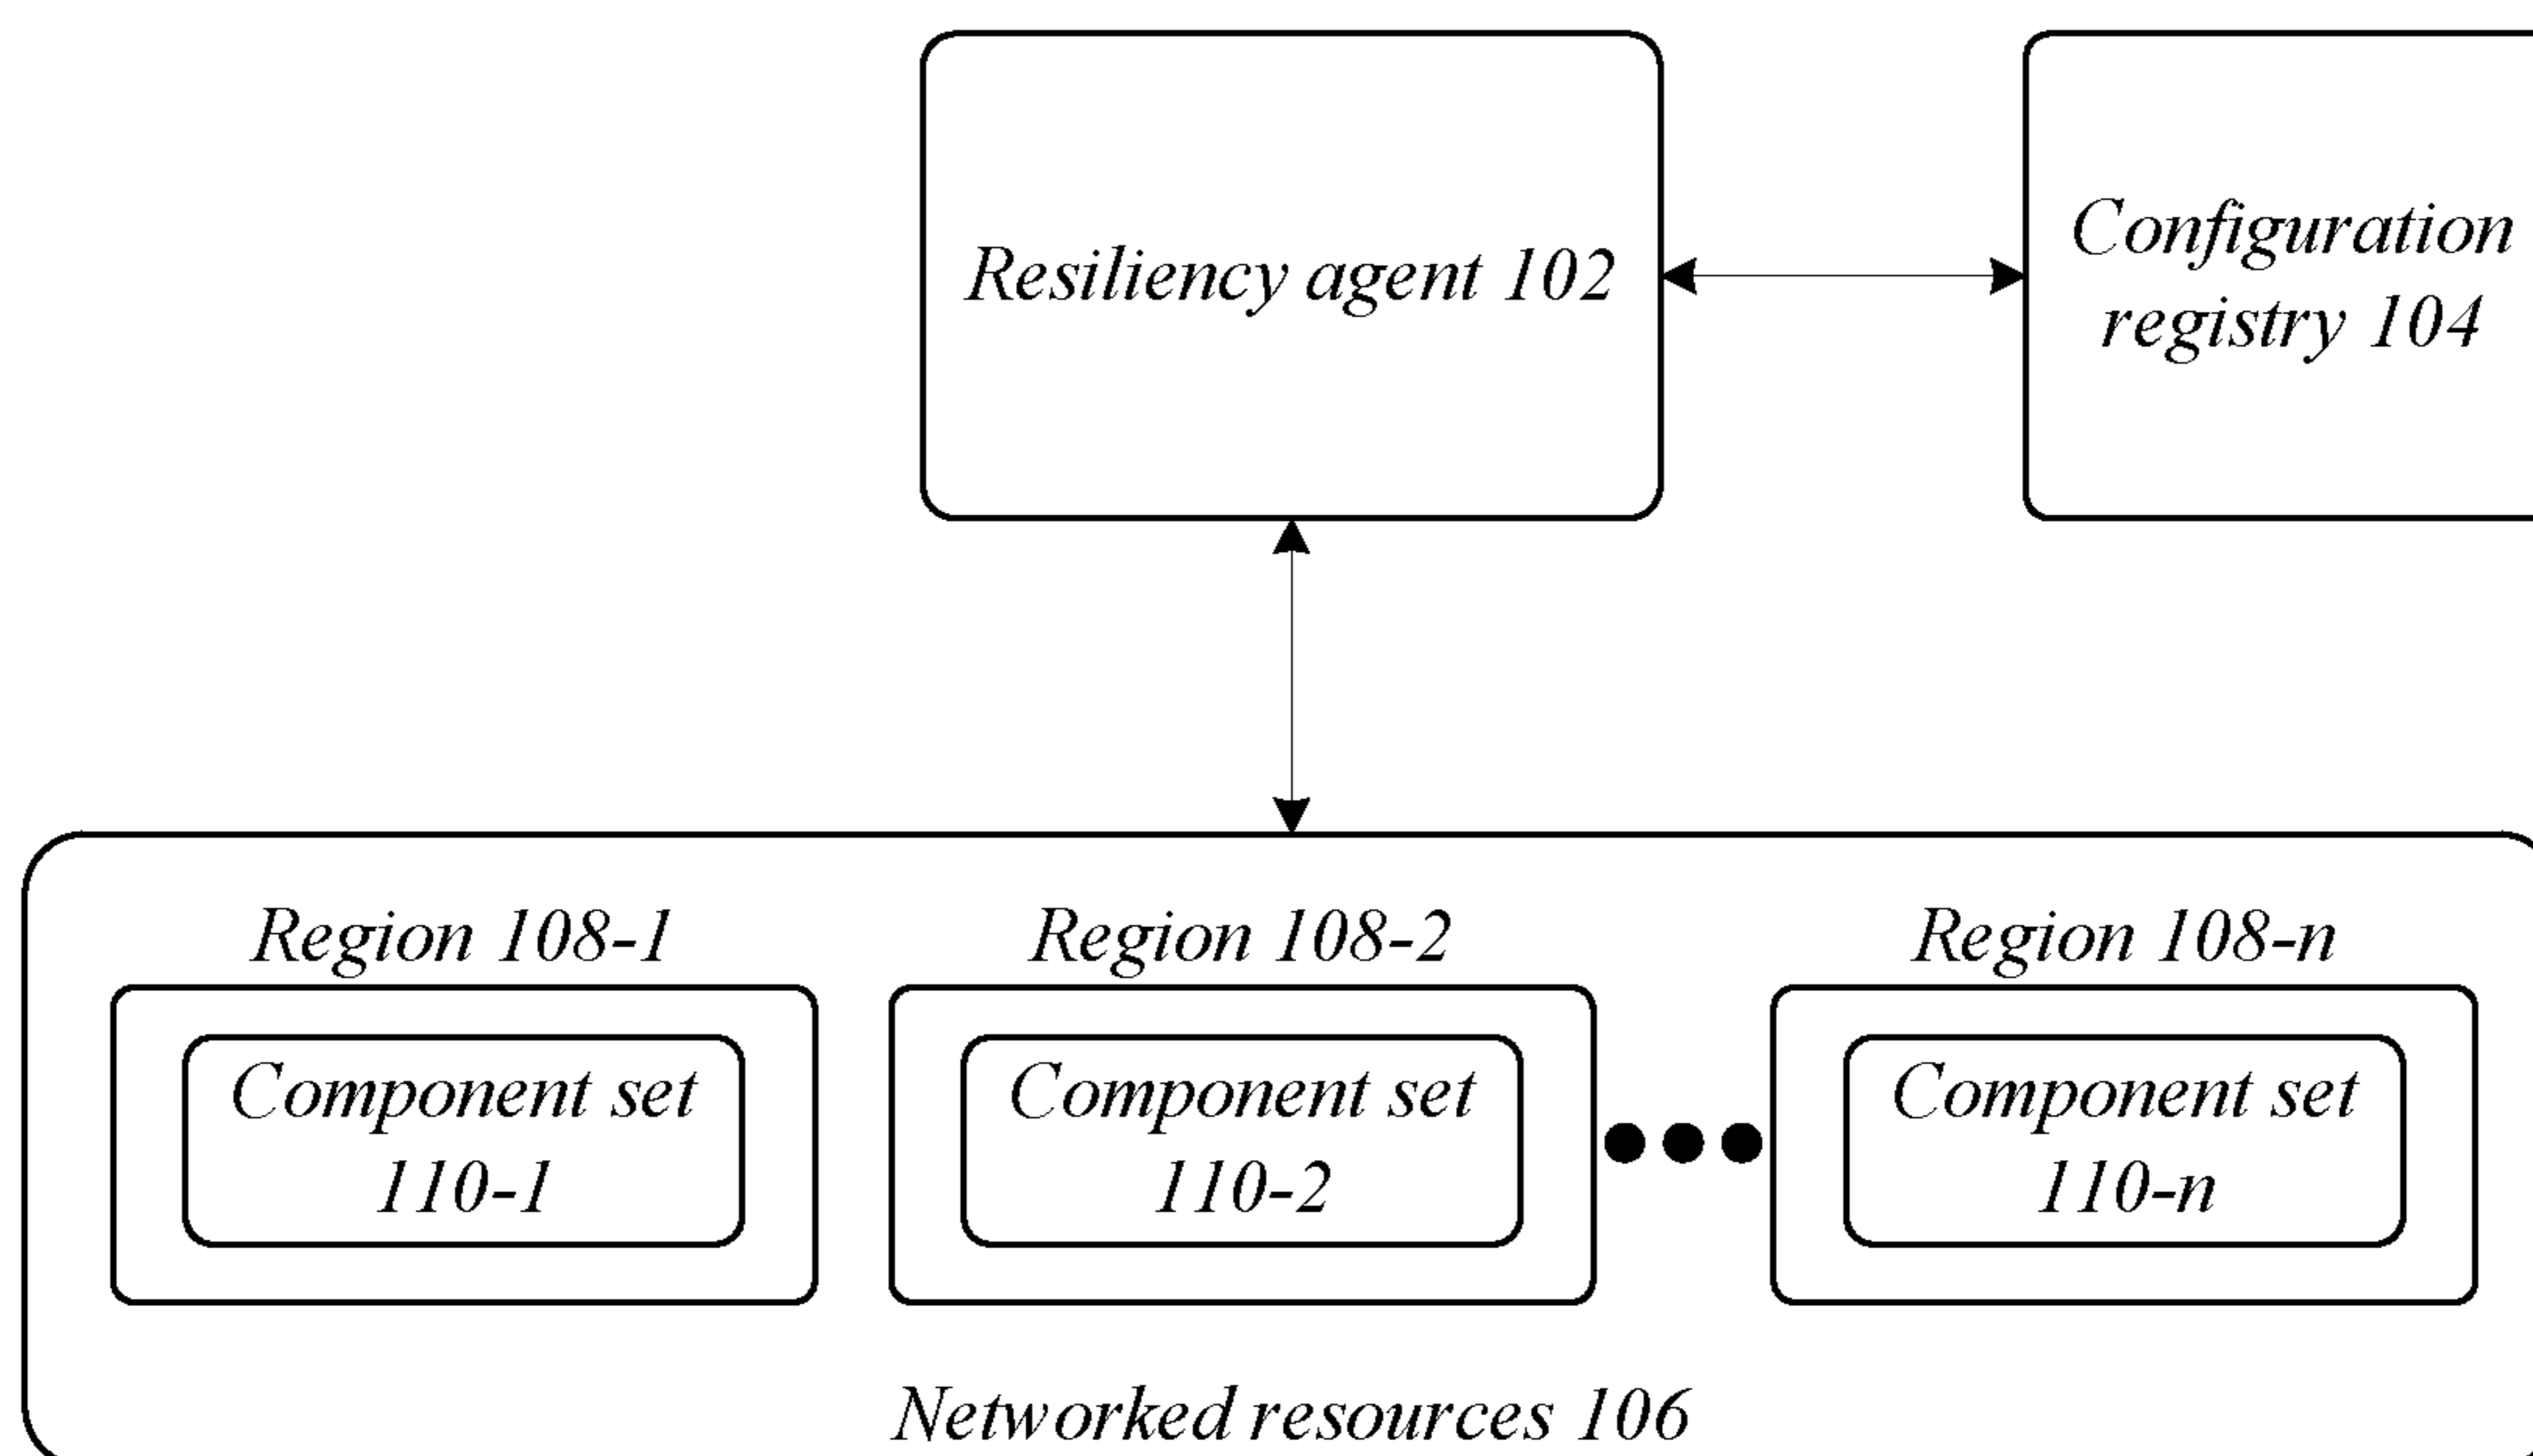 Resiliency agent 102
Configuration
registry 104
Region 108-1
Region 108-2
Region 108-n
Component set
110-1
Component set
110-2
Component set
110-n
Networked resources 106